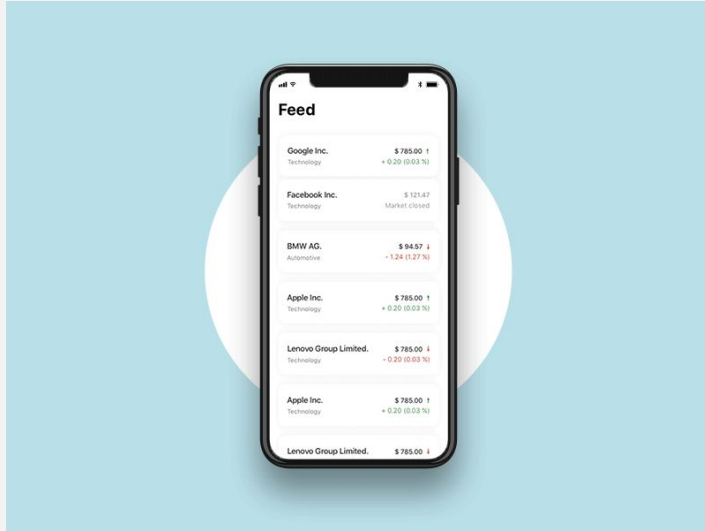 Feed
Google Inc.
$ 785.00 ↑
Technology
+ 0.20 (0.03 %)
Facebook Inc.
$ 121.47
Technology
Market closed
BMW AG.
$ 94.57 ↓
Automotive
- 1.24 (1.27 %)
Apple Inc.
$ 785.00 ↑
Technology
+ 0.20 (0.03 %)
Lenovo Group Limited.
$ 785.00 ↓
Technology
- 0.20 (0.03 %)
Apple Inc.
$ 785.00 ↑
Technology
+ 0.20 (0.03 %)
Lenovo Group Limited.
$ 785.00 ↓